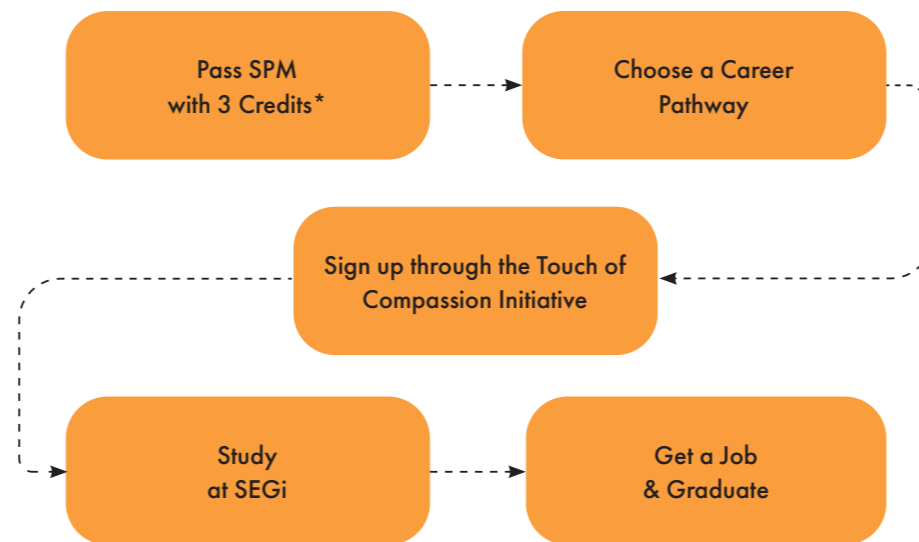 Pass SPM
with 3 Credits*
Choose a Career
Pathway
Sign up through the Touch of
Compassion Initiative
Study
at SEGi
Get a Job
& Graduate